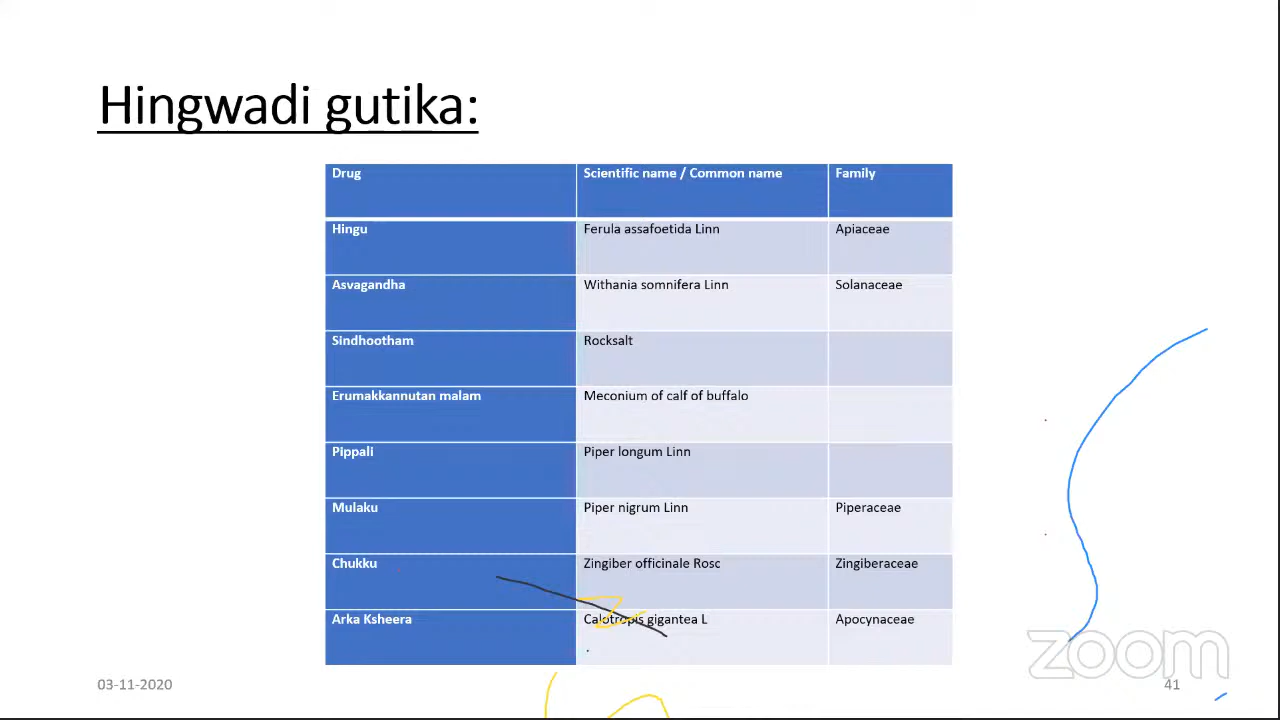 Hingwadi gutika:
Drug Scientific name / Common name Family
Hingu Ferula assafoetida Linn Apiaceae
Asvagandha Withania somnifera Linn Solanaceae
Sindhootham Rocksalt
Erumakkannutan malam Meconium of calf of buffalo
Pippali Piper longum Linn
Mulaku Piper nigrum Linn Piperaceae
Chukku Zingiber officinale Rosc Zingiberaceae
Arka Ksheera Calotropis gigantea L Apocynaceae
zoom
03-11-2020 41